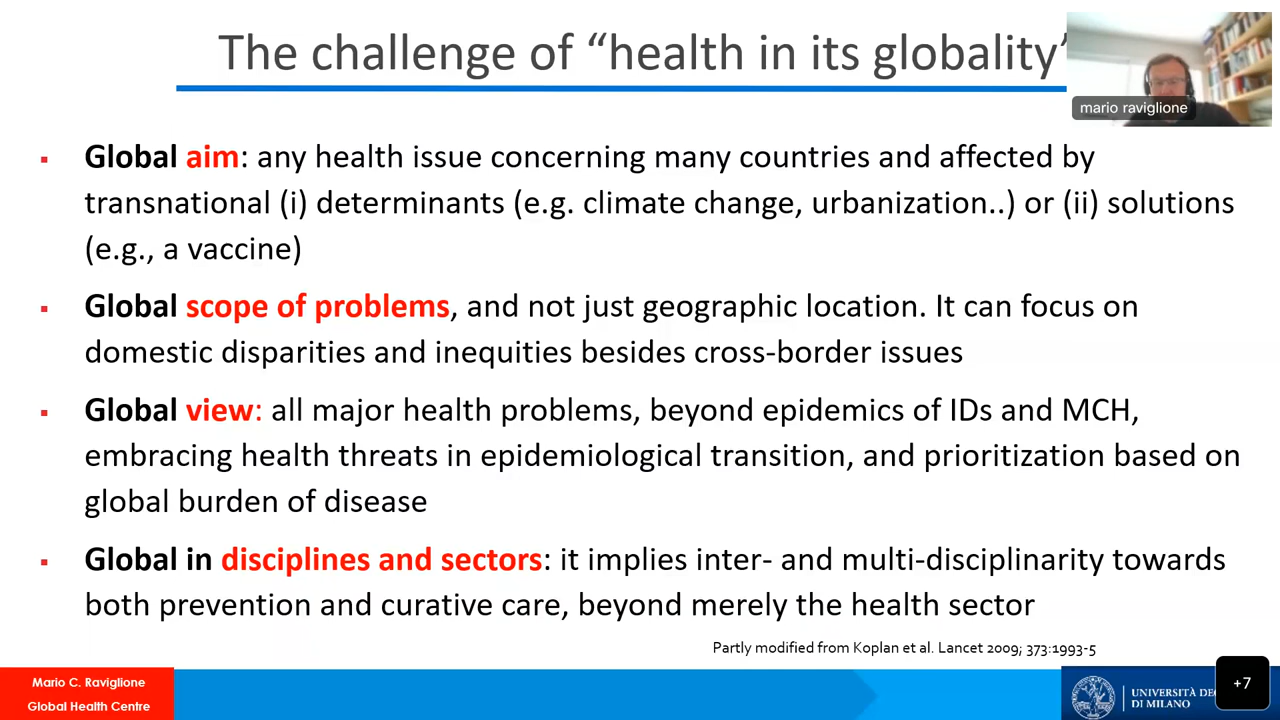 The challenge of “health in its globality”
mario raviglione
▪ Global aim: any health issue concerning many countries and affected by
transnational (i) determinants (e.g. climate change, urbanization..) or (ii) solutions
(e.g., a vaccine)
▪ Global scope of problems, and not just geographic location. It can focus on
domestic disparities and inequities besides cross-border issues
▪ Global view: all major health problems, beyond epidemics of IDs and MCH,
embracing health threats in epidemiological transition, and prioritization based on
global burden of disease
▪ Global in disciplines and sectors: it implies inter- and multi-disciplinarity towards
both prevention and curative care, beyond merely the health sector
Partly modified from Koplan et al. Lancet 2009; 373:1993-5
Mario C. Raviglione
Global Health Centre
UNIVERSITÀ
DI MILANO
+7